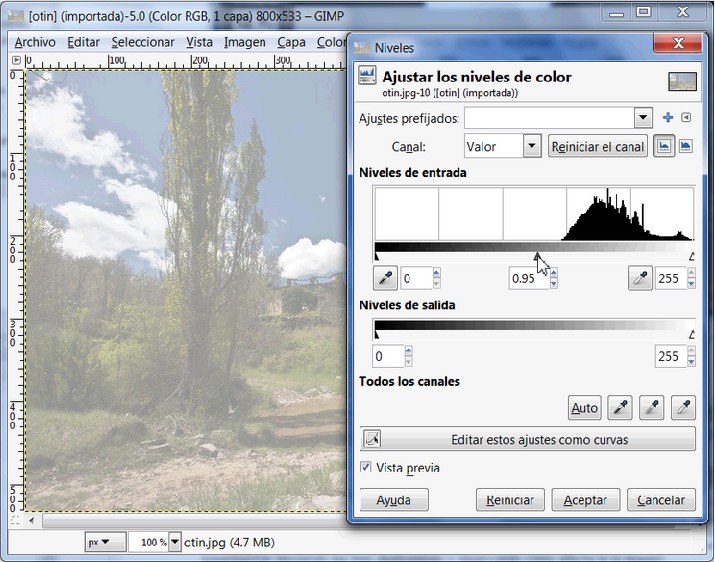 [otin] (importada)-5.0 (Color RGB, 1 capa) 800x533 – GIMP
Archivo Editar Seleccionar Vista Imagen Capa Color
0 100 200 300
0
100
200
300
400
500
px 100 % ctin.jpg (4.7 MB)
Niveles
Ajustar los niveles de color
otin.jpg-10 ([otin] (importada))
Ajustes prefijados:
Canal: Valor Reiniciar el canal
Niveles de entrada
0 0.95 255
Niveles de salida
0 255
Todos los canales
Auto
Editar estos ajustes como curvas
Vista previa
Ayuda Reiniciar Aceptar Cancelar